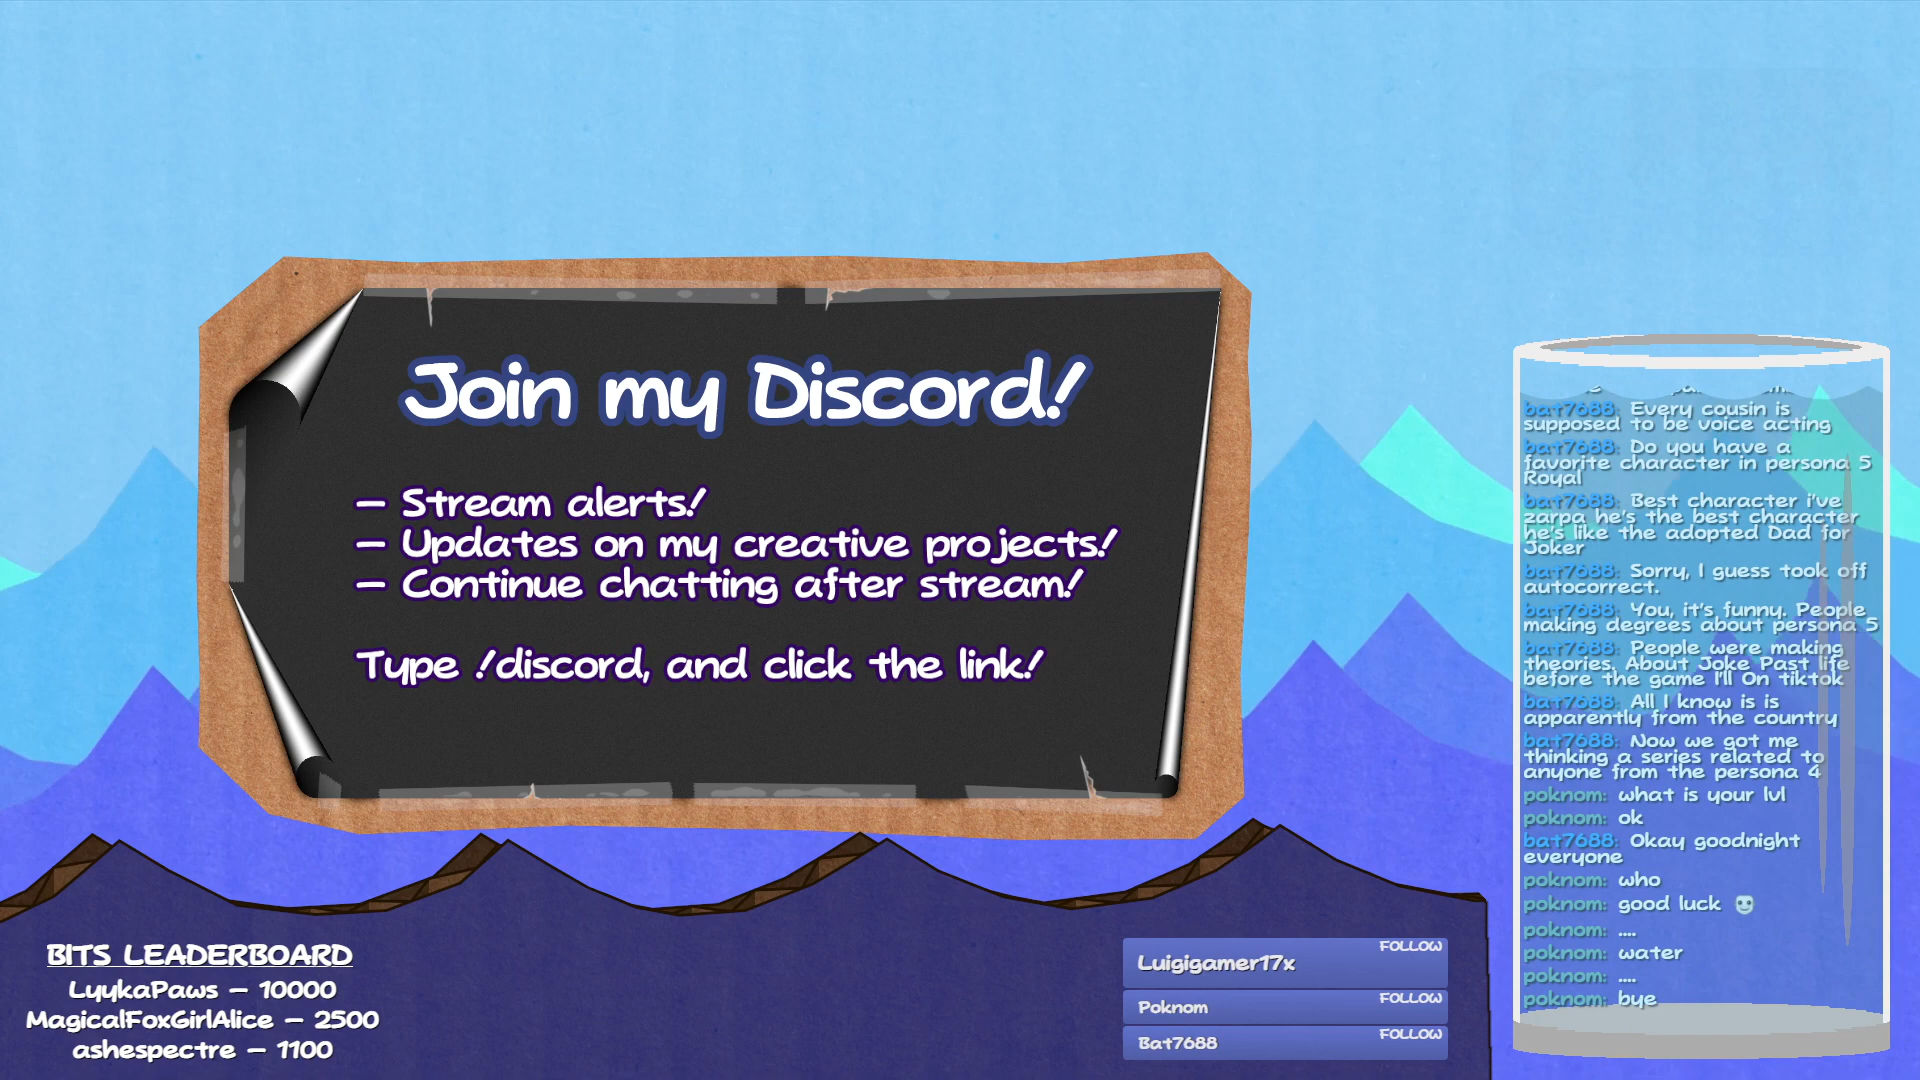 Join my Discord!
– Stream alerts!
– Updates on my creative projects!
– Continue chatting after stream!
Type !discord, and click the link!
bat7688: Every cousin is
supposed to be voice acting
bat7688: Do you have a
favorite character in persona 5
Royal
bat7688: Best character i've
zarpa he's the best character
he's like the adopted Dad for
Joker
bat7688: Sorry, I guess took off
autocorrect.
bat7688: You, it's funny. People
making degrees about persona 5
bat7688: People were making
theories. About Joke Past life
before the game I'll On tiktok
bat7688: All I know is is
apparently from the country
bat7688: Now we got me
thinking a series related to
anyone from the persona 4
poknom: what is your lvl
poknom: ok
bat7688: Okay goodnight
everyone
poknom: who
poknom: good luck
poknom: ....
poknom: water
poknom: ....
poknom: bye
BITS LEADERBOARD
LyykaPaws – 10000
MagicalFoxGirlAlice – 2500
ashespectre – 1100
Luigigamer17x FOLLOW
Poknom FOLLOW
Bat7688 FOLLOW